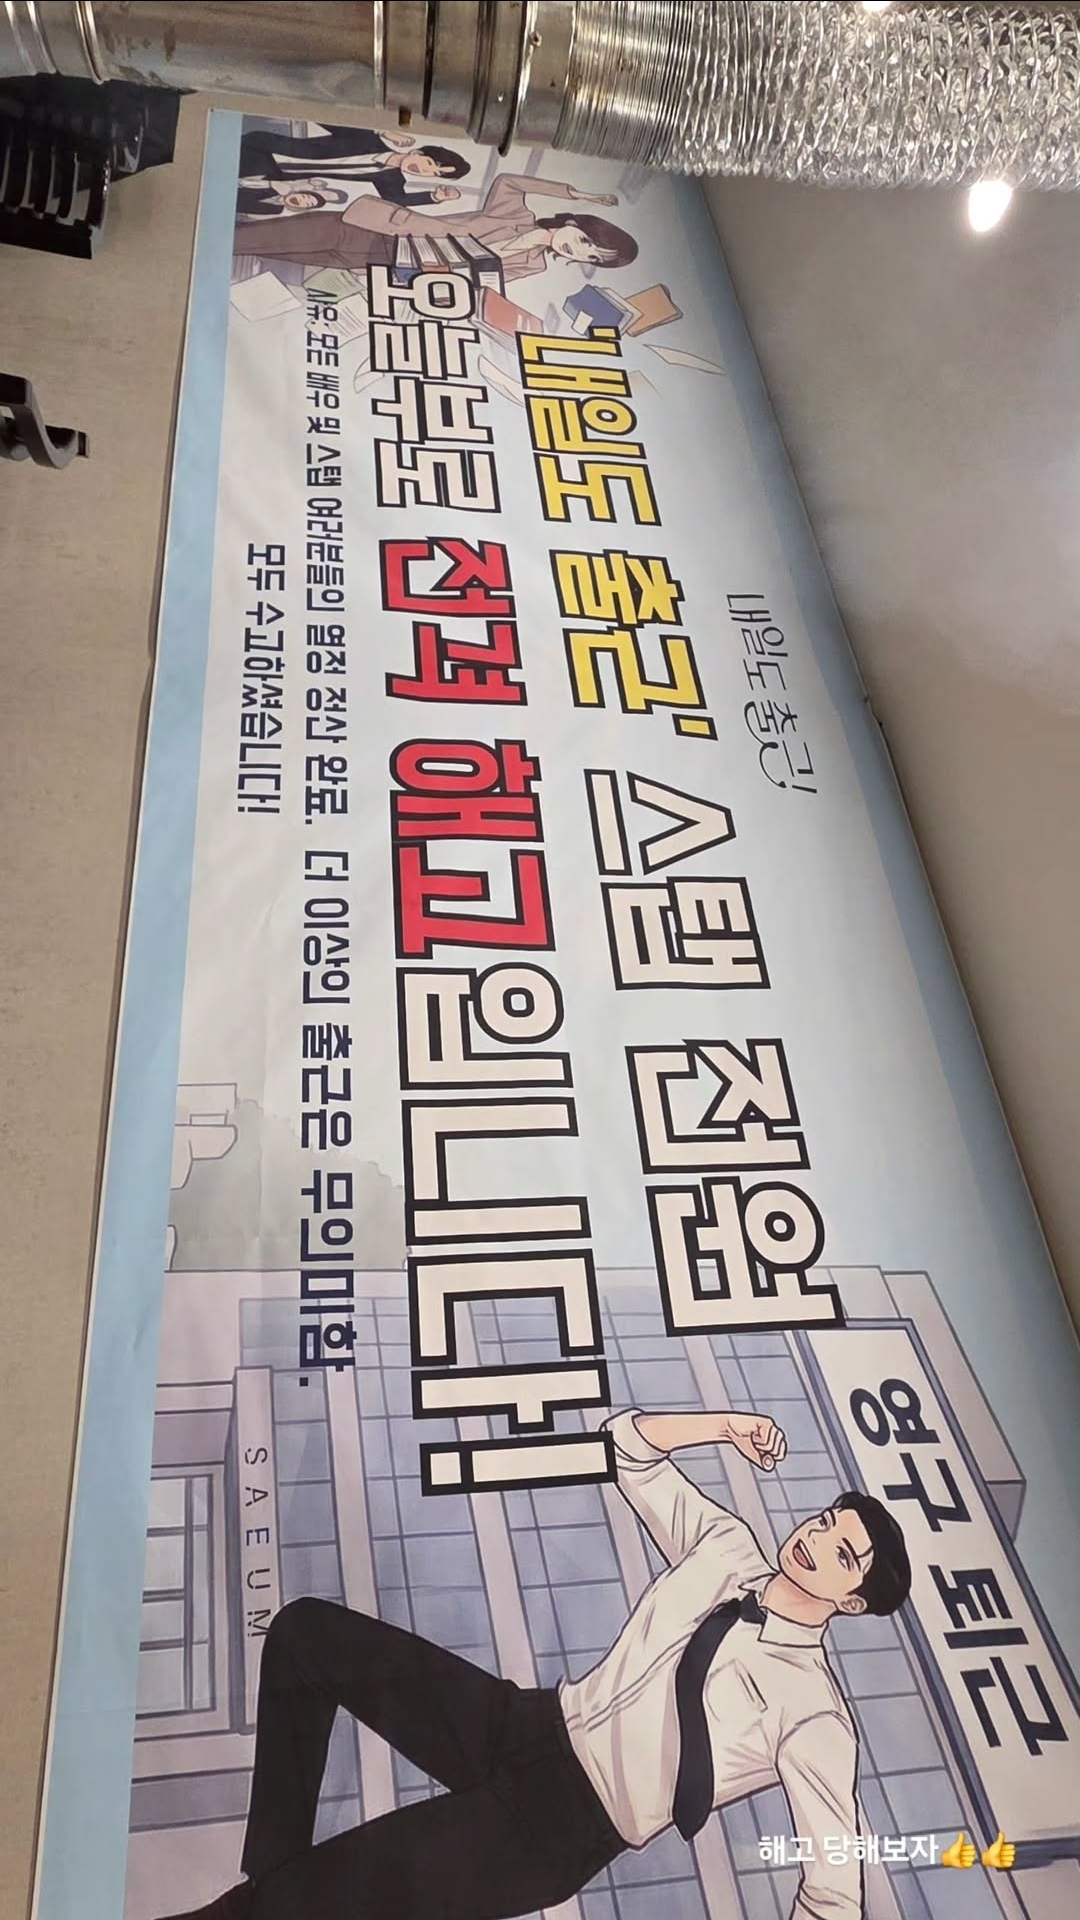 내일도 출근!
'내일도 출근' 스탭 전원
오늘부로 전격 해고입니다!
사유: 모든 배우 및 스탭 여러분들의 열정 정산 완료. 더 이상의 출근은 무의미함.
모두 수고하셨습니다!
영구 퇴근
SAEUM
해고 당해보자👍👍